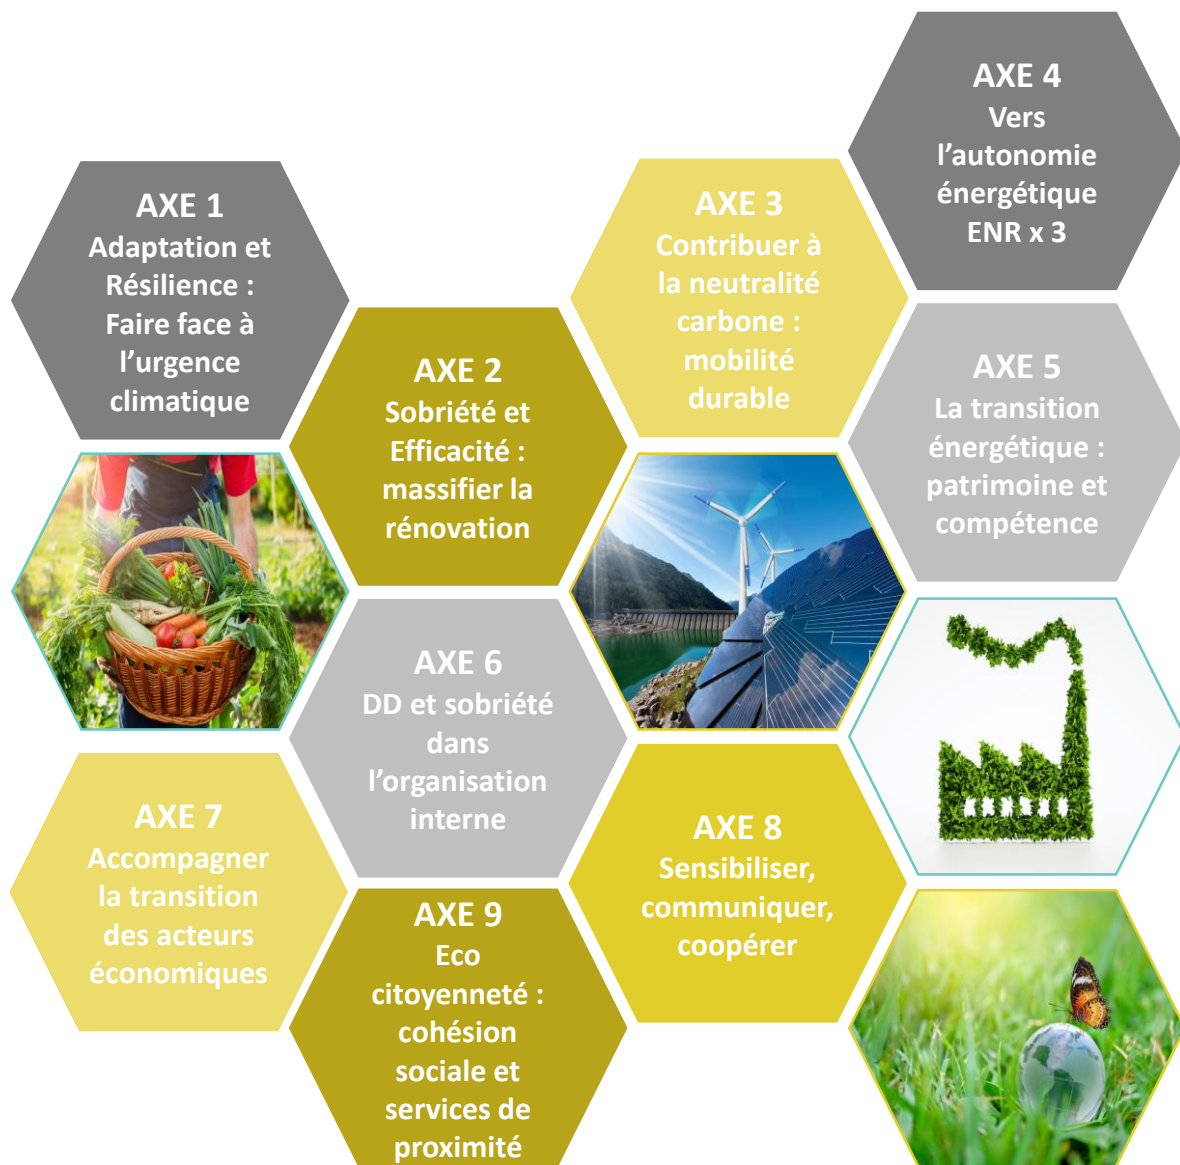 AXE 1
Adaptation et
Résilience :
Faire face à
l’urgence
climatique
AXE 2
Sobriété et
Efficacité :
massifier la
rénovation
AXE 3
Contribuer à
la neutralité
carbone :
mobilité
durable
AXE 4
Vers
l’autonomie
énergétique
ENR x 3
AXE 5
La transition
énergétique :
patrimoine et
compétence
AXE 6
DD et sobriété
dans
l’organisation
interne
AXE 7
Accompagner
la transition
des acteurs
économiques
AXE 8
Sensibiliser,
communiquer,
coopérer
AXE 9
Eco
citoyenneté :
cohésion
sociale et
services de
proximité